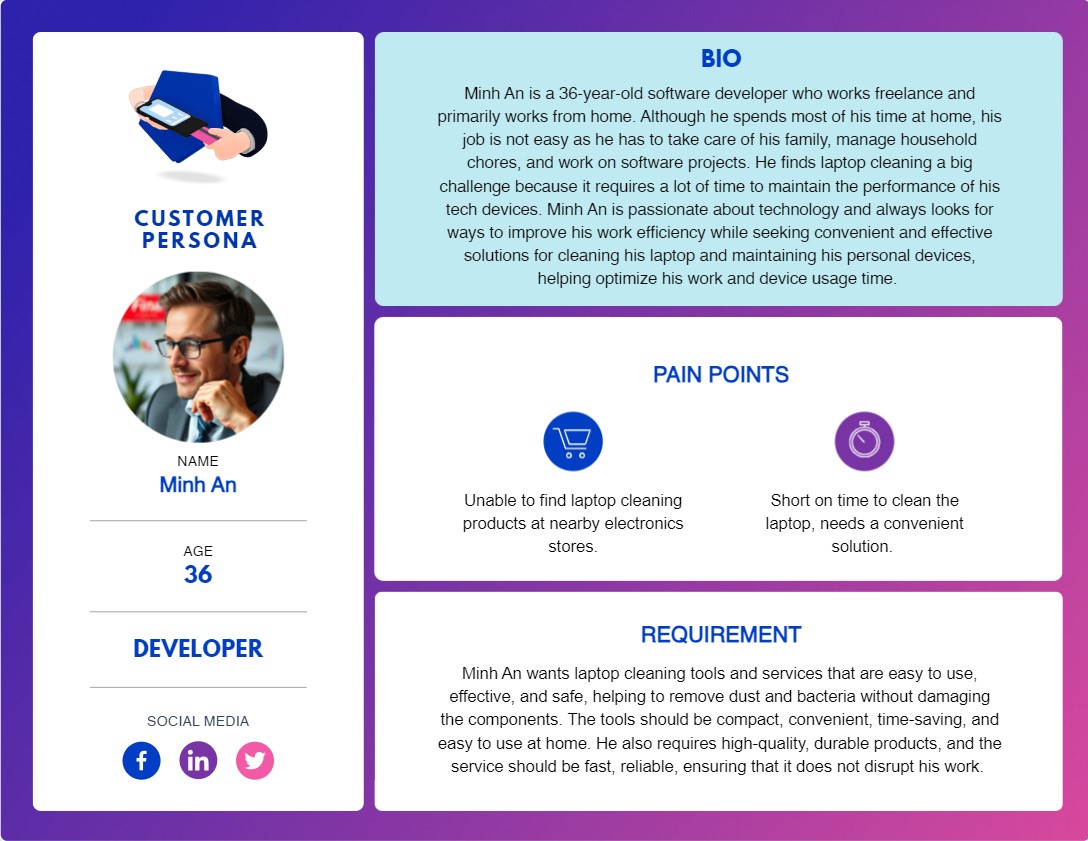 CUSTOMER
PERSONA
NAME
Minh An
AGE
36
DEVELOPER
SOCIAL MEDIA
f
in
BIO
Minh An is a 36-year-old software developer who works freelance and
primarily works from home. Although he spends most of his time at home, his
job is not easy as he has to take care of his family, manage household
chores, and work on software projects. He finds laptop cleaning a big
challenge because it requires a lot of time to maintain the performance of his
tech devices. Minh An is passionate about technology and always looks for
ways to improve his work efficiency while seeking convenient and effective
solutions for cleaning his laptop and maintaining his personal devices,
helping optimize his work and device usage time.
PAIN POINTS
Unable to find laptop cleaning
products at nearby electronics
stores.
Short on time to clean the
laptop, needs a convenient
solution.
REQUIREMENT
Minh An wants laptop cleaning tools and services that are easy to use,
effective, and safe, helping to remove dust and bacteria without damaging
the components. The tools should be compact, convenient, time-saving, and
easy to use at home. He also requires high-quality, durable products, and the
service should be fast, reliable, ensuring that it does not disrupt his work.